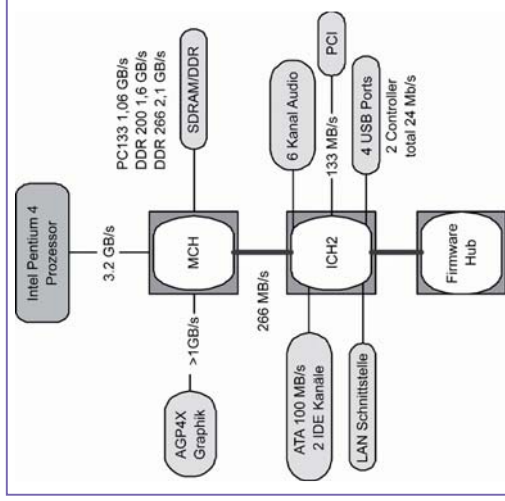 Intel Pentium 4
Prozessor
3.2 GB/s
PC133 1,06 GB/s
DDR 200 1,6 GB/s
DDR 266 2,1 GB/s
AGP4X
Graphik
>1GB/s
MCH
SDRAM/DDR
266 MB/s
6 Kanal Audio
ATA 100 MB/s
2 IDE Kanäle
ICH2
133 MB/s
PCI
LAN Schnittstelle
4 USB Ports
2 Controller
total 24 Mb/s
Firmware
Hub